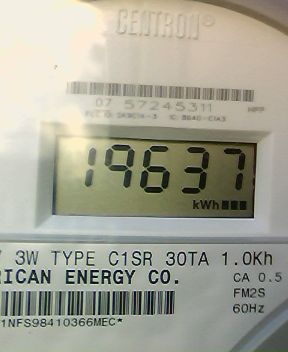 CENTRON®
07 57245311
19637
kWh
3W TYPE C1SR 30TA 1.0Kh
RICAN ENERGY CO.
CA 0.5
FM2S
60Hz
1NFS98410366MEC*